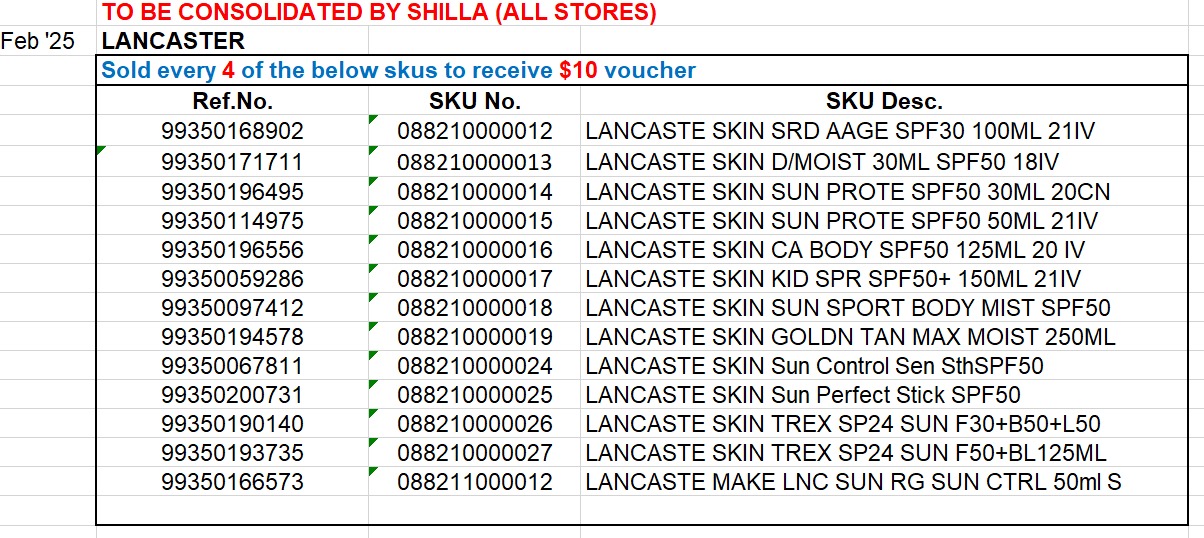 TO BE CONSOLIDATED BY SHILLA (ALL STORES)
Feb '25 LANCASTER
Sold every 4 of the below skus to receive $10 voucher
Ref.No. SKU No. SKU Desc.
99350168902 088210000012 LANCASTE SKIN SRD AAGE SPF30 100ML 21IV
99350171711 088210000013 LANCASTE SKIN D/MOIST 30ML SPF50 18IV
99350196495 088210000014 LANCASTE SKIN SUN PROTE SPF50 30ML 20CN
99350114975 088210000015 LANCASTE SKIN SUN PROTE SPF50 50ML 21IV
99350196556 088210000016 LANCASTE SKIN CA BODY SPF50 125ML 20 IV
99350059286 088210000017 LANCASTE SKIN KID SPR SPF50+ 150ML 21IV
99350097412 088210000018 LANCASTE SKIN SUN SPORT BODY MIST SPF50
99350194578 088210000019 LANCASTE SKIN GOLDN TAN MAX MOIST 250ML
99350067811 088210000024 LANCASTE SKIN Sun Control Sen SthSPF50
99350200731 088210000025 LANCASTE SKIN Sun Perfect Stick SPF50
99350190140 088210000026 LANCASTE SKIN TREX SP24 SUN F30+B50+L50
99350193735 088210000027 LANCASTE SKIN TREX SP24 SUN F50+BL125ML
99350166573 088211000012 LANCASTE MAKE LNC SUN RG SUN CTRL 50ml S